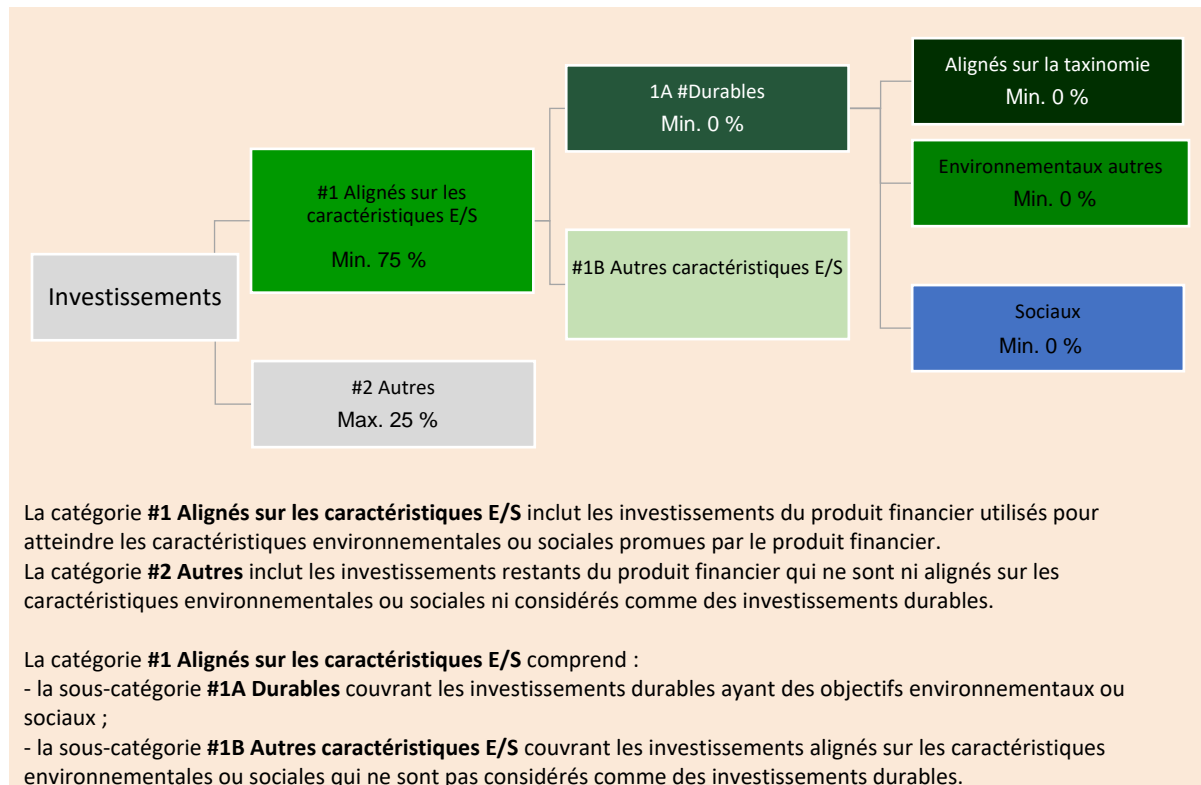 Investissements
#1 Alignés sur les
caractéristiques E/S
Min. 75 %
#2 Autres
Max. 25 %
1A #Durables
Min. 0 %
#1B Autres caractéristiques E/S
Alignés sur la taxinomie
Min. 0 %
Environnementaux autres
Min. 0 %
Sociaux
Min. 0 %
La catégorie #1 Alignés sur les caractéristiques E/S inclut les investissements du produit financier utilisés pour
atteindre les caractéristiques environnementales ou sociales promues par le produit financier.
La catégorie #2 Autres inclut les investissements restants du produit financier qui ne sont ni alignés sur les
caractéristiques environnementales ou sociales ni considérés comme des investissements durables.
La catégorie #1 Alignés sur les caractéristiques E/S comprend :
- la sous-catégorie #1A Durables couvrant les investissements durables ayant des objectifs environnementaux ou
sociaux ;
- la sous-catégorie #1B Autres caractéristiques E/S couvrant les investissements alignés sur les caractéristiques
environnementales ou sociales qui ne sont pas considérés comme des investissements durables.